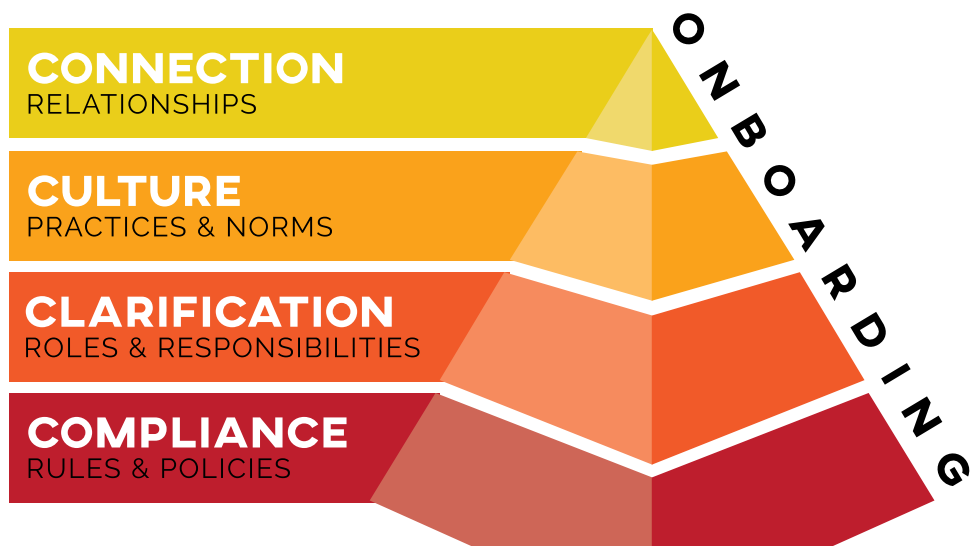 CONNECTION
RELATIONSHIPS
CULTURE
PRACTICES & NORMS
CLARIFICATION
ROLES & RESPONSIBILITIES
COMPLIANCE
RULES & POLICIES
ONBOARDING